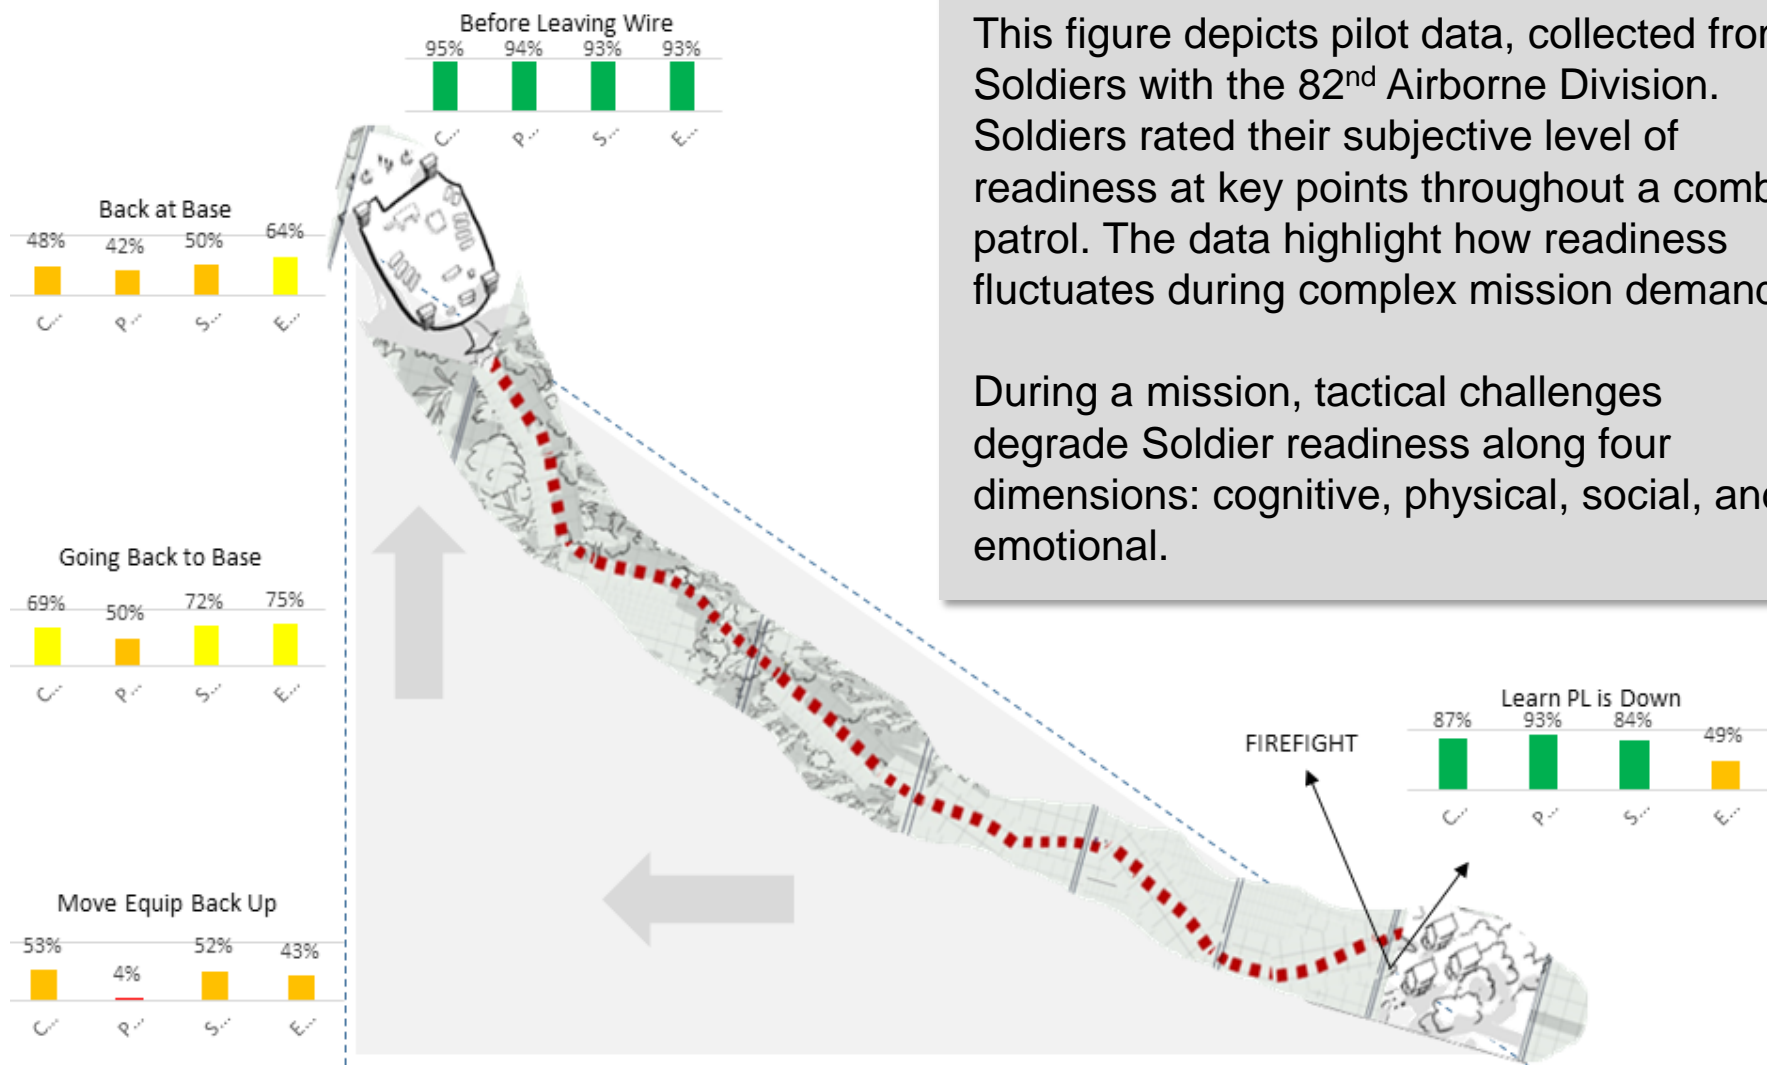 Before Leaving Wire
95% 94% 93% 93%
C... P... S... E...
This figure depicts pilot data, collected
Soldiers with the 82nd Airborne Division.
Soldiers rated their subjective level of
readiness at key points throughout a
patrol. The data highlight how readiness
fluctuates during complex mission
During a mission, tactical challenges
degrade Soldier readiness along four
dimensions: cognitive, physical, social,
emotional.
Back at Base
48% 42% 50% 64%
C... P... S... E...
Going Back to Base
69% 50% 72% 75%
C... P... S... E...
Learn PL is Down
87% 93% 84% 49%
C... P... S... E...
FIREFIGHT
Move Equip Back Up
53% 4% 52% 43%
C... P... S... E...